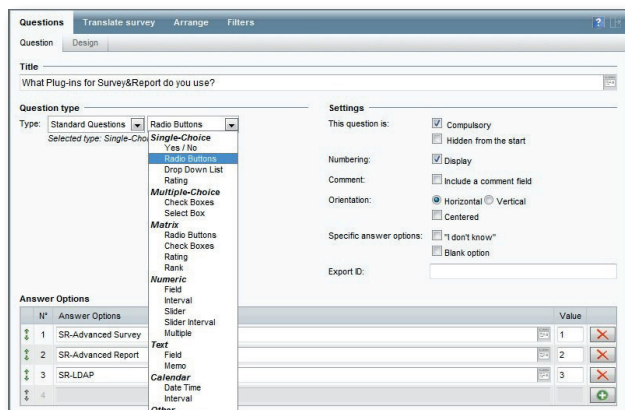 Questions Translate survey Arrange Filters ?
Question Design
Title
What Plug-ins for Survey&Report do you use?
Question type
Type: Standard Questions Radio Buttons
Selected type: Single-Choi
Single-Choice
Yes / No
Radio Buttons
Drop Down List
Rating
Multiple-Choice
Check Boxes
Select Box
Matrix
Radio Buttons
Check Boxes
Rating
Rank
Numeric
Field
Interval
Slider
Slider Interval
Multiple
Text
Field
Memo
Calendar
Date Time
Interval
Other
Settings
This question is: Compulsory
Hidden from the start
Numbering: Display
Comment: Include a comment field
Orientation: Horizontal Vertical
Centered
Specific answer options: "I don't know"
Blank option
Export ID:
Answer Options
N° Answer Options Value
1 SR-Advanced Survey 1
2 SR-Advanced Report 2
3 SR-LDAP 3
4